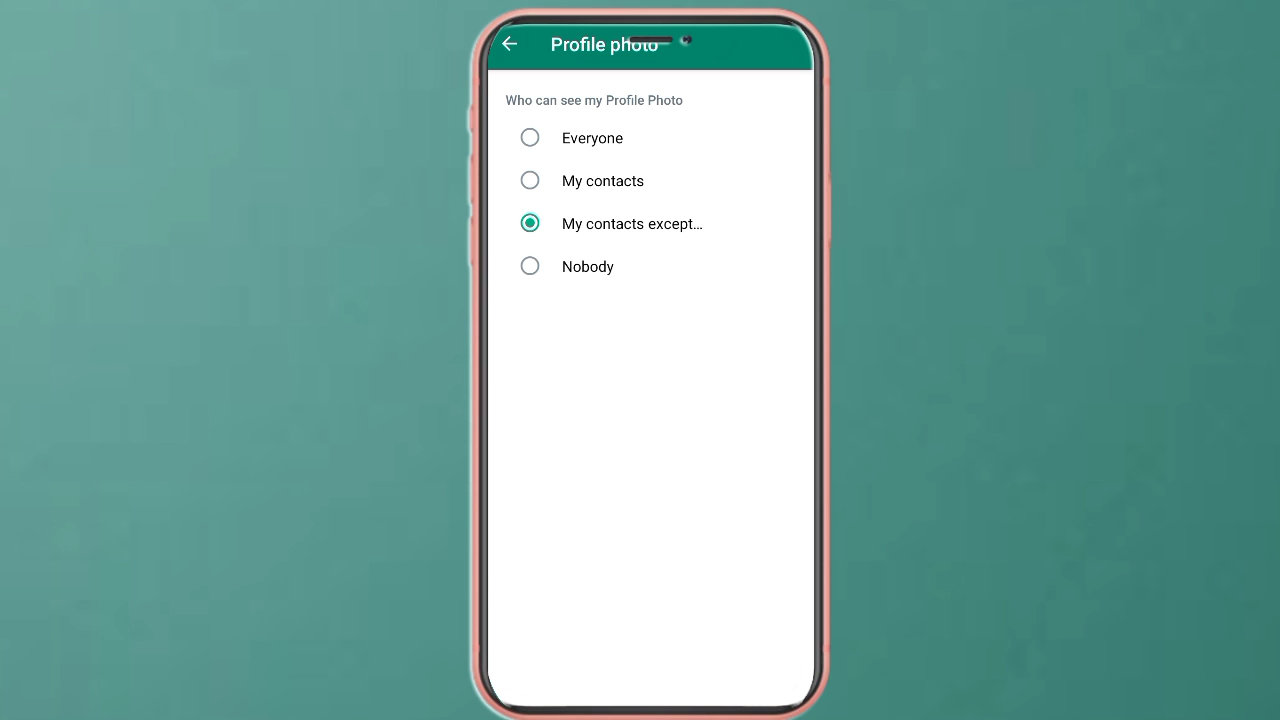 Profile photo
Who can see my Profile Photo
Everyone
My contacts
My contacts except...
Nobody